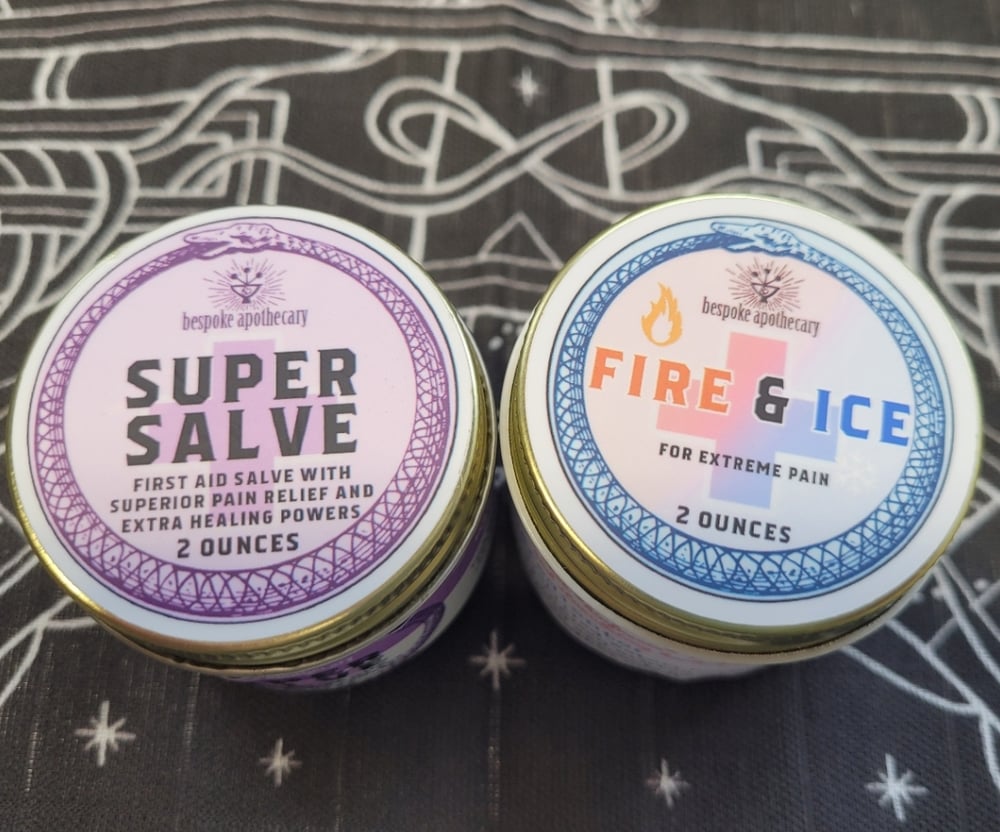 bespoke apothecary
SUPER
SALVE
FIRST AID SALVE WITH
SUPERIOR PAIN RELIEF AND
EXTRA HEALING POWERS
2 OUNCES
bespoke apothecary
FIRE & ICE
FOR EXTREME PAIN
2 OUNCES